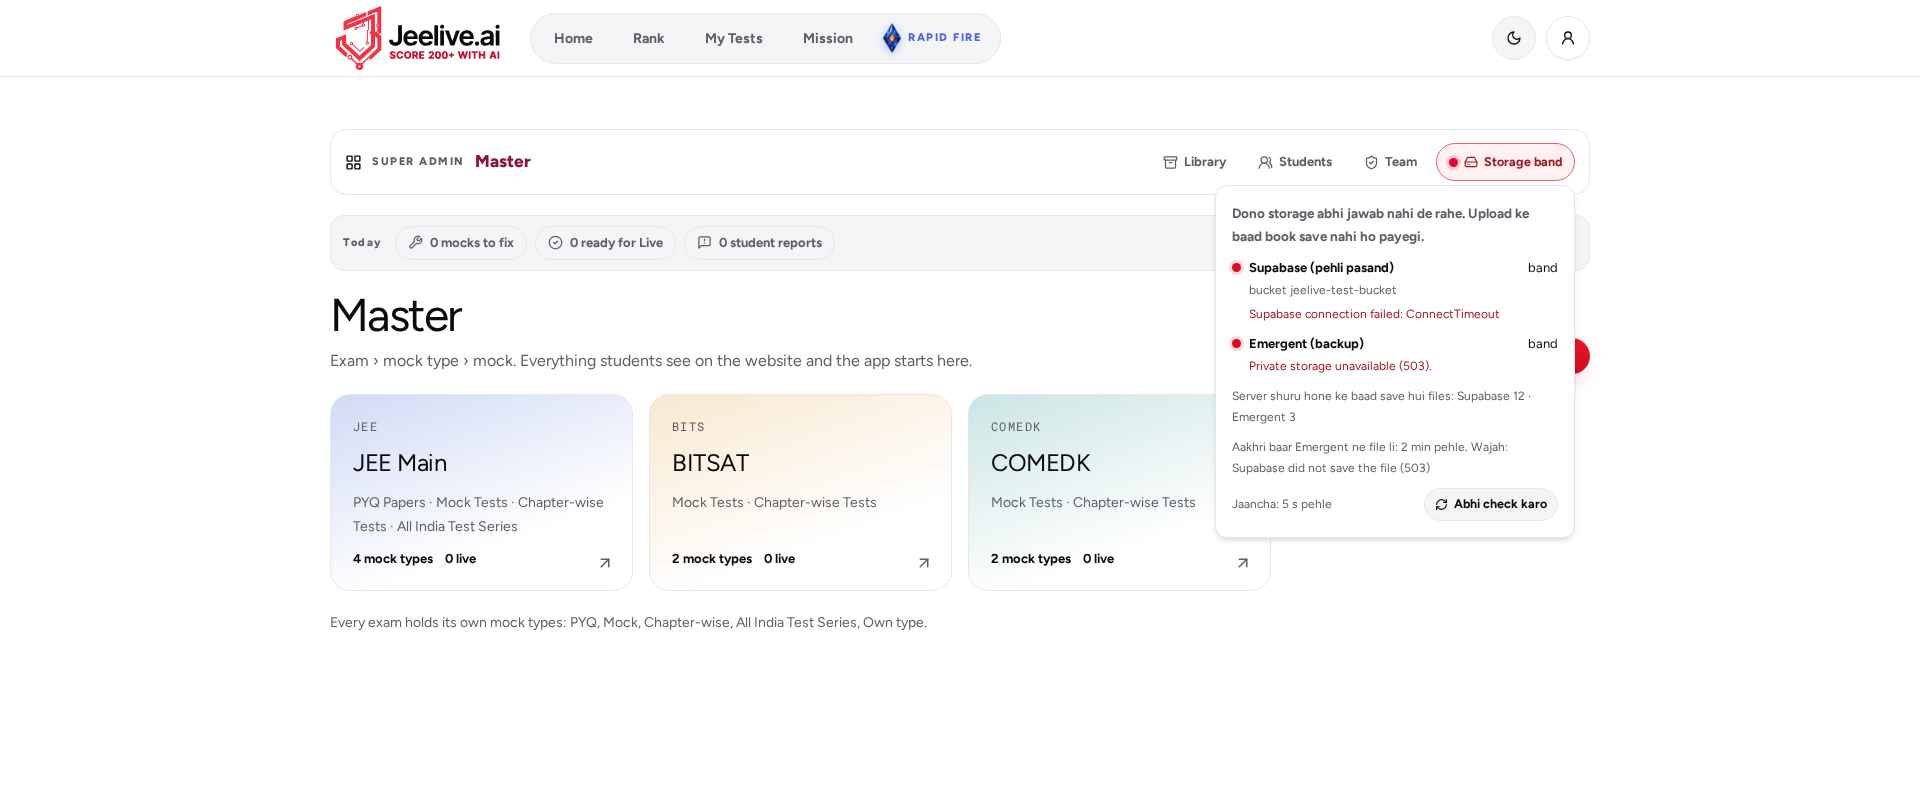 Jeelive.ai
SCORE 200+ WITH AI
Home
Rank
My Tests
Mission
RAPID FIRE
SUPER ADMIN
Master
Library
Students
Team
Storage band
Today
0 mocks to fix
0 ready for Live
0 student reports
Dono storage abhi jawab nahi de rahe. Upload ke
baad book save nahi ho payegi.
Supabase (pehli pasand)
band
bucket jeelive-test-bucket
Supabase connection failed: ConnectTimeout
Emergent (backup)
band
Private storage unavailable (503).
Server shuru hone ke baad save hui files: Supabase 12 ·
Emergent 3
Aakhri baar Emergent ne file li: 2 min pehle. Wajah:
Supabase did not save the file (503)
Jaancha: 5 s pehle
Abhi check karo
Master
Exam › mock type › mock. Everything students see on the website and the app starts here.
JEE
JEE Main
PYQ Papers · Mock Tests · Chapter-wise
Tests · All India Test Series
4 mock types
0 live
BITS
BITSAT
Mock Tests · Chapter-wise Tests
2 mock types
0 live
COMEDK
COMEDK
Mock Tests · Chapter-wise Tests
2 mock types
0 live
Every exam holds its own mock types: PYQ, Mock, Chapter-wise, All India Test Series, Own type.